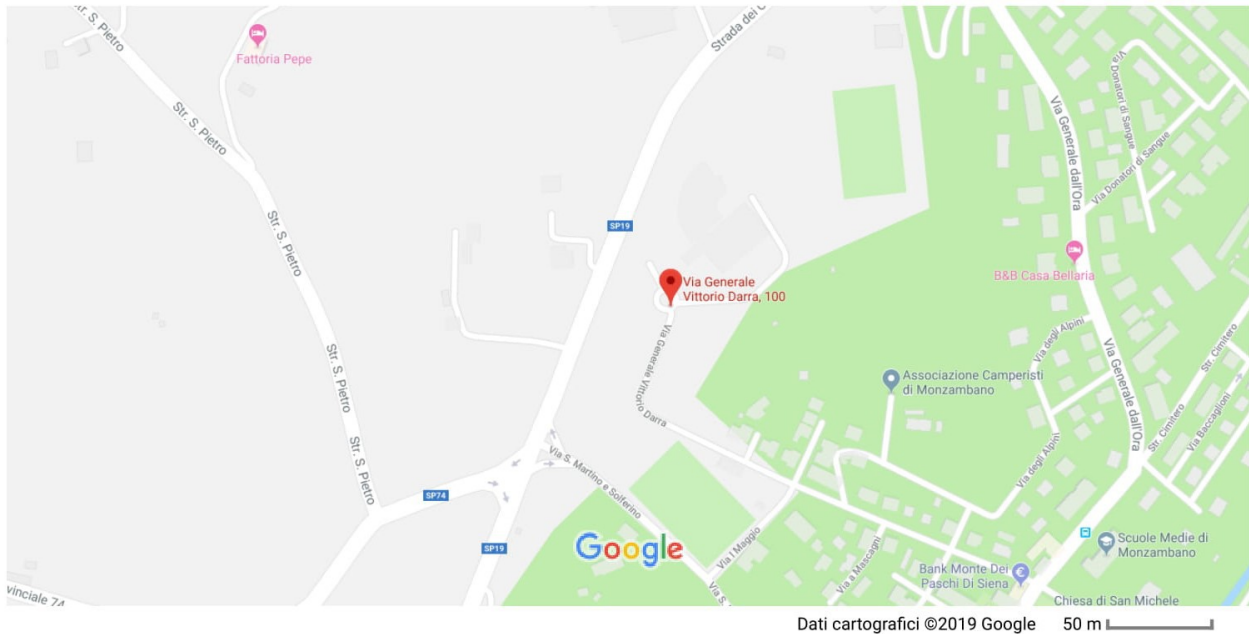 Str. S. Pietro
Fattoria Pepe
Strada dei C
Str. S. Pietro
Via Donatori di Sangue
Via Generale dall'Ora
Via Donatori di Sangue
Str. S. Pietro
SP19
B&B Casa Bellaria
Via Generale
Vittorio Darra, 100
Via Generale Vittorio Darra
Via degli Alpini
Via Generale dall'Ora
Str. Cimitero
Str. S. Pietro
Associazione Camperisti
di Monzambano
Via Baccaglioni
Str. Cimitero
Str. S. Pietro
Via S. Martino e Solferino
Via degli Alpini
SP74
SP19
Google
Via I Maggio
Via a Mascagni
Scuole Medie di
Monzambano
Bank Monte Dei
Paschi Di Siena
Via S.
Chiesa di San Michele
vinciale 74
Dati cartografici ©2019 Google
50 m